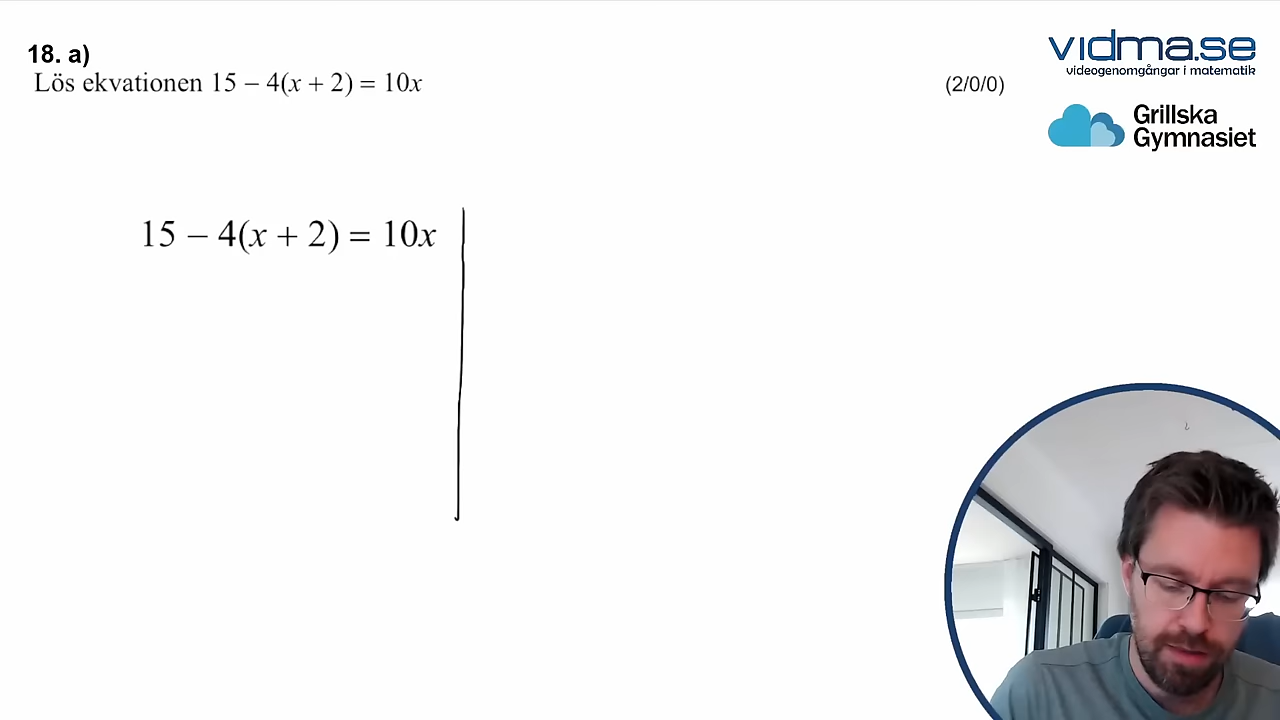 18. a)
Lös ekvationen 15 − 4(x + 2) = 10x
(2/0/0)
vidma.se
videogenomgångar i matematik
Grillska
Gymnasiet
15 − 4(x + 2) = 10x